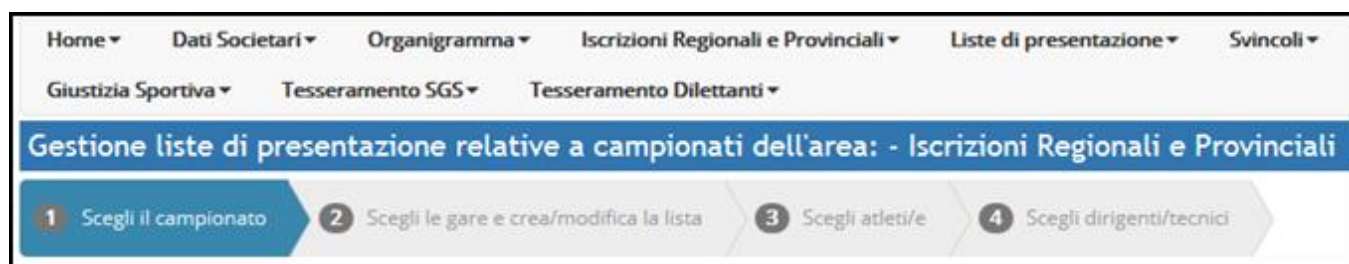 Home Dati Societari Organigramma Iscrizioni Regionali e Provinciali Liste di presentazione Svincoli
Giustizia Sportiva Tesseramento SGS Tesseramento Dilettanti
Gestione liste di presentazione relative a campionati dell'area: - Iscrizioni Regionali e Provinciali
1 Scegli il campionato 2 Scegli le gare e crea/modifica la lista 3 Scegli atleti/e 4 Scegli dirigenti/tecnici